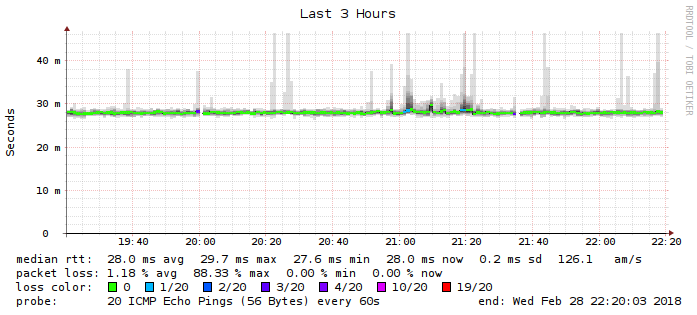 Last 3 Hours
RRDTOOL / TOBI OETIKER
Seconds
40 m
30 m
20 m
10 m
0
19:40 20:00 20:20 20:40 21:00 21:20 21:40 22:00 22:20
median rtt: 28.0 ms avg 29.7 ms max 27.6 ms min 28.0 ms now 0.2 ms sd 126.1 am/s
packet loss: 1.18 % avg 88.33 % max 0.00 % min 0.00 % now
loss color: 0 1/20 2/20 3/20 4/20 10/20 19/20
probe: 20 ICMP Echo Pings (56 Bytes) every 60s end: Wed Feb 28 22:20:03 2018